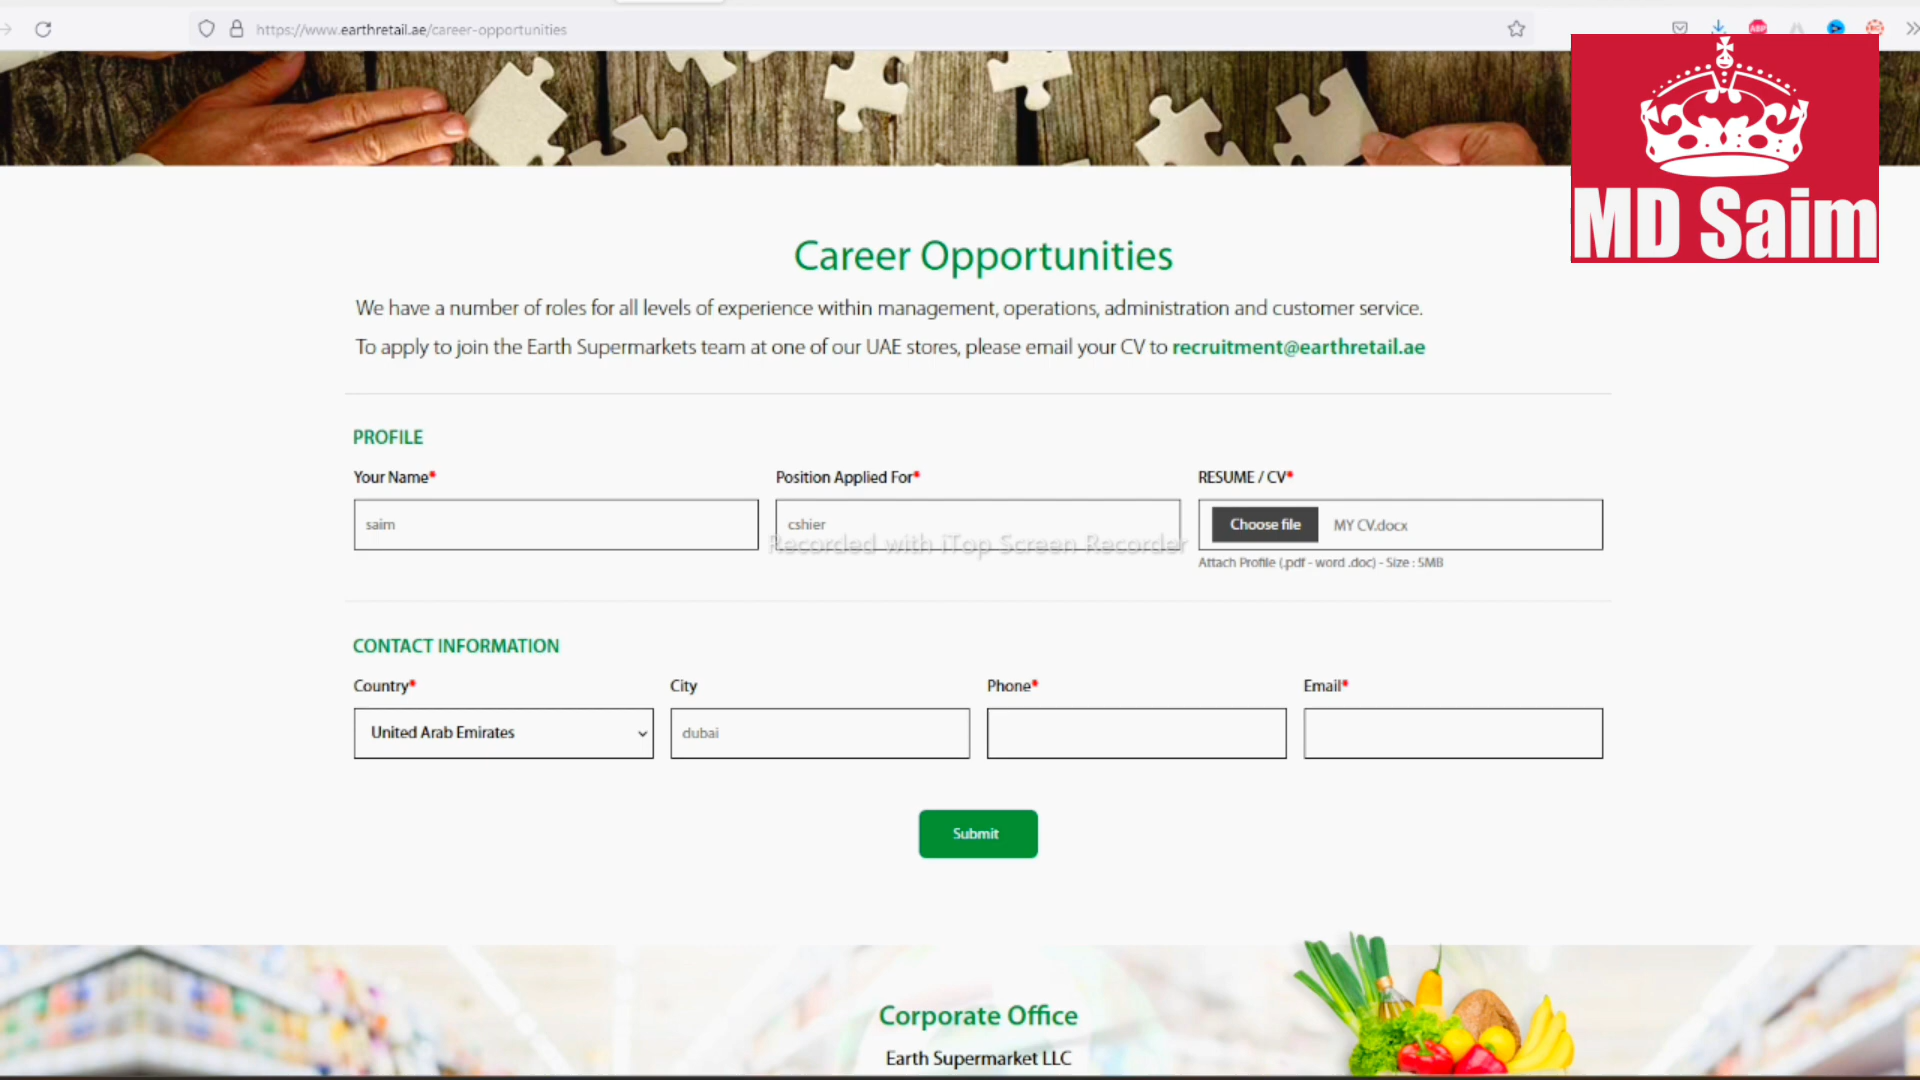 https://www.earthretail.ae/career-opportunities
ABP
MD Saim
Career Opportunities
We have a number of roles for all levels of experience within management, operations, administration and customer service.
To apply to join the Earth Supermarkets team at one of our UAE stores, please email your CV to recruitment@earthretail.ae
PROFILE
Your Name*
Position Applied For*
RESUME / CV*
saim
cshier
Choose file
MY CV.docx
Recorded with iTop Screen Recorder
Attach Profile (.pdf - word .doc) - Size : 5MB
CONTACT INFORMATION
Country*
City
Phone*
Email*
United Arab Emirates
dubai
Submit
Corporate Office
Earth Supermarket LLC